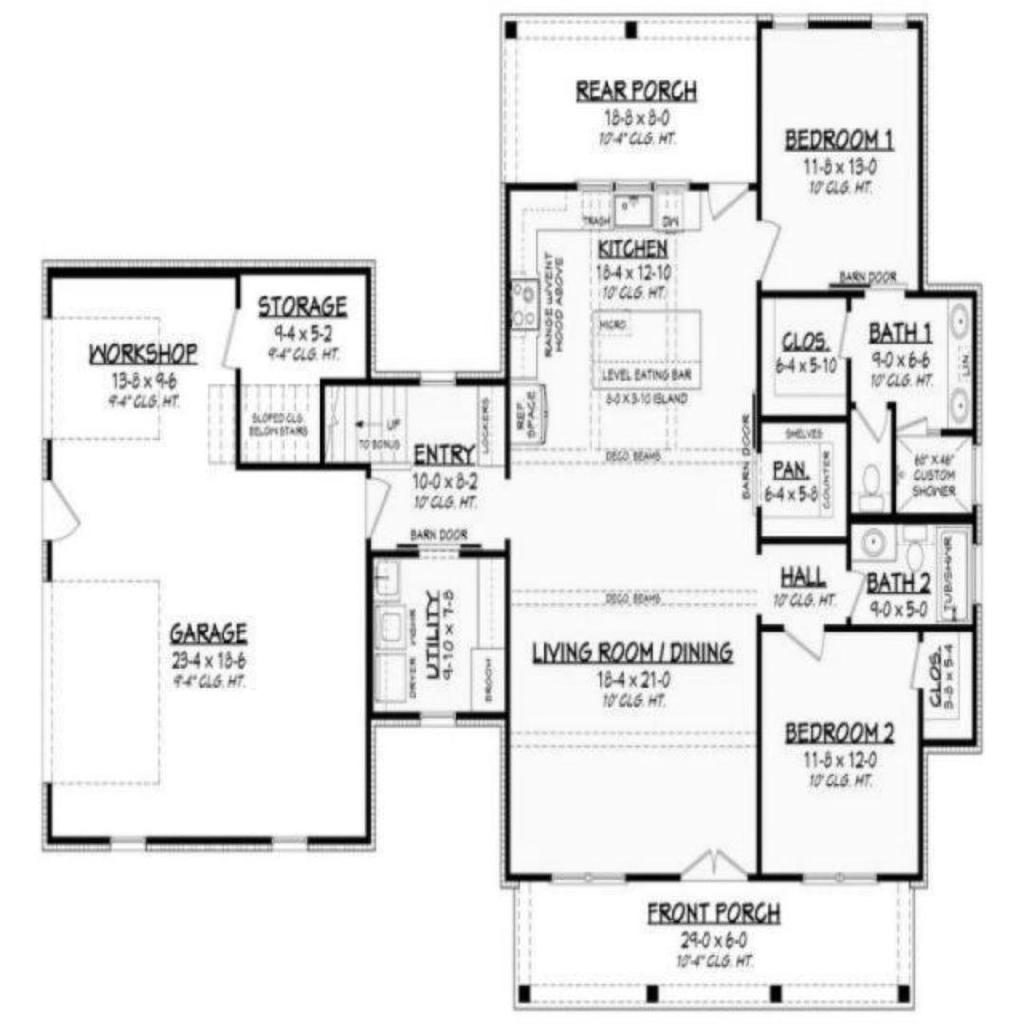 REAR PORCH
18-8 x 8-0
10'-4" CLG. HT.
BEDROOM 1
11-8 x 13-0
10' CLG. HT.
TRASH
DW
KITCHEN
18-4 x 12-10
10' CLG. HT.
RANGE W/VENT
HOOD ABOVE
MICRO
LEVEL EATING BAR
8-0 x 3-10 ISLAND
REF.
SPACE
BARN DOOR
CLOS.
6-4 x 5-10
BATH 1
9-0 x 6-6
10' CLG. HT.
LIN
STORAGE
9-4 x 5-2
9'-4" CLG. HT.
WORKSHOP
13-8 x 9-6
9'-4" CLG. HT.
SLOPED CLG.
BELOW STAIRS
UP
TO BONUS
LOCKERS
ENTRY
10-0 x 8-2
10' CLG. HT.
BARN DOOR
DECO. BEAMS
BARN DOOR
SHELVES
PAN.
6-4 x 5-8
COUNTER
60" X 48"
CUSTOM
SHOWER
HALL
10' CLG. HT.
BATH 2
9-0 x 5-0
TUB/SHWR
UTILITY
9-10 x 7-8
WASH
DRYER
BROOM
DECO. BEAMS
GARAGE
23-4 x 18-6
9'-4" CLG. HT.
LIVING ROOM / DINING
18-4 x 21-0
10' CLG. HT.
CLOS.
3-8 x 5-4
BEDROOM 2
11-8 x 12-0
10' CLG. HT.
FRONT PORCH
29-0 x 6-0
10'-4" CLG. HT.